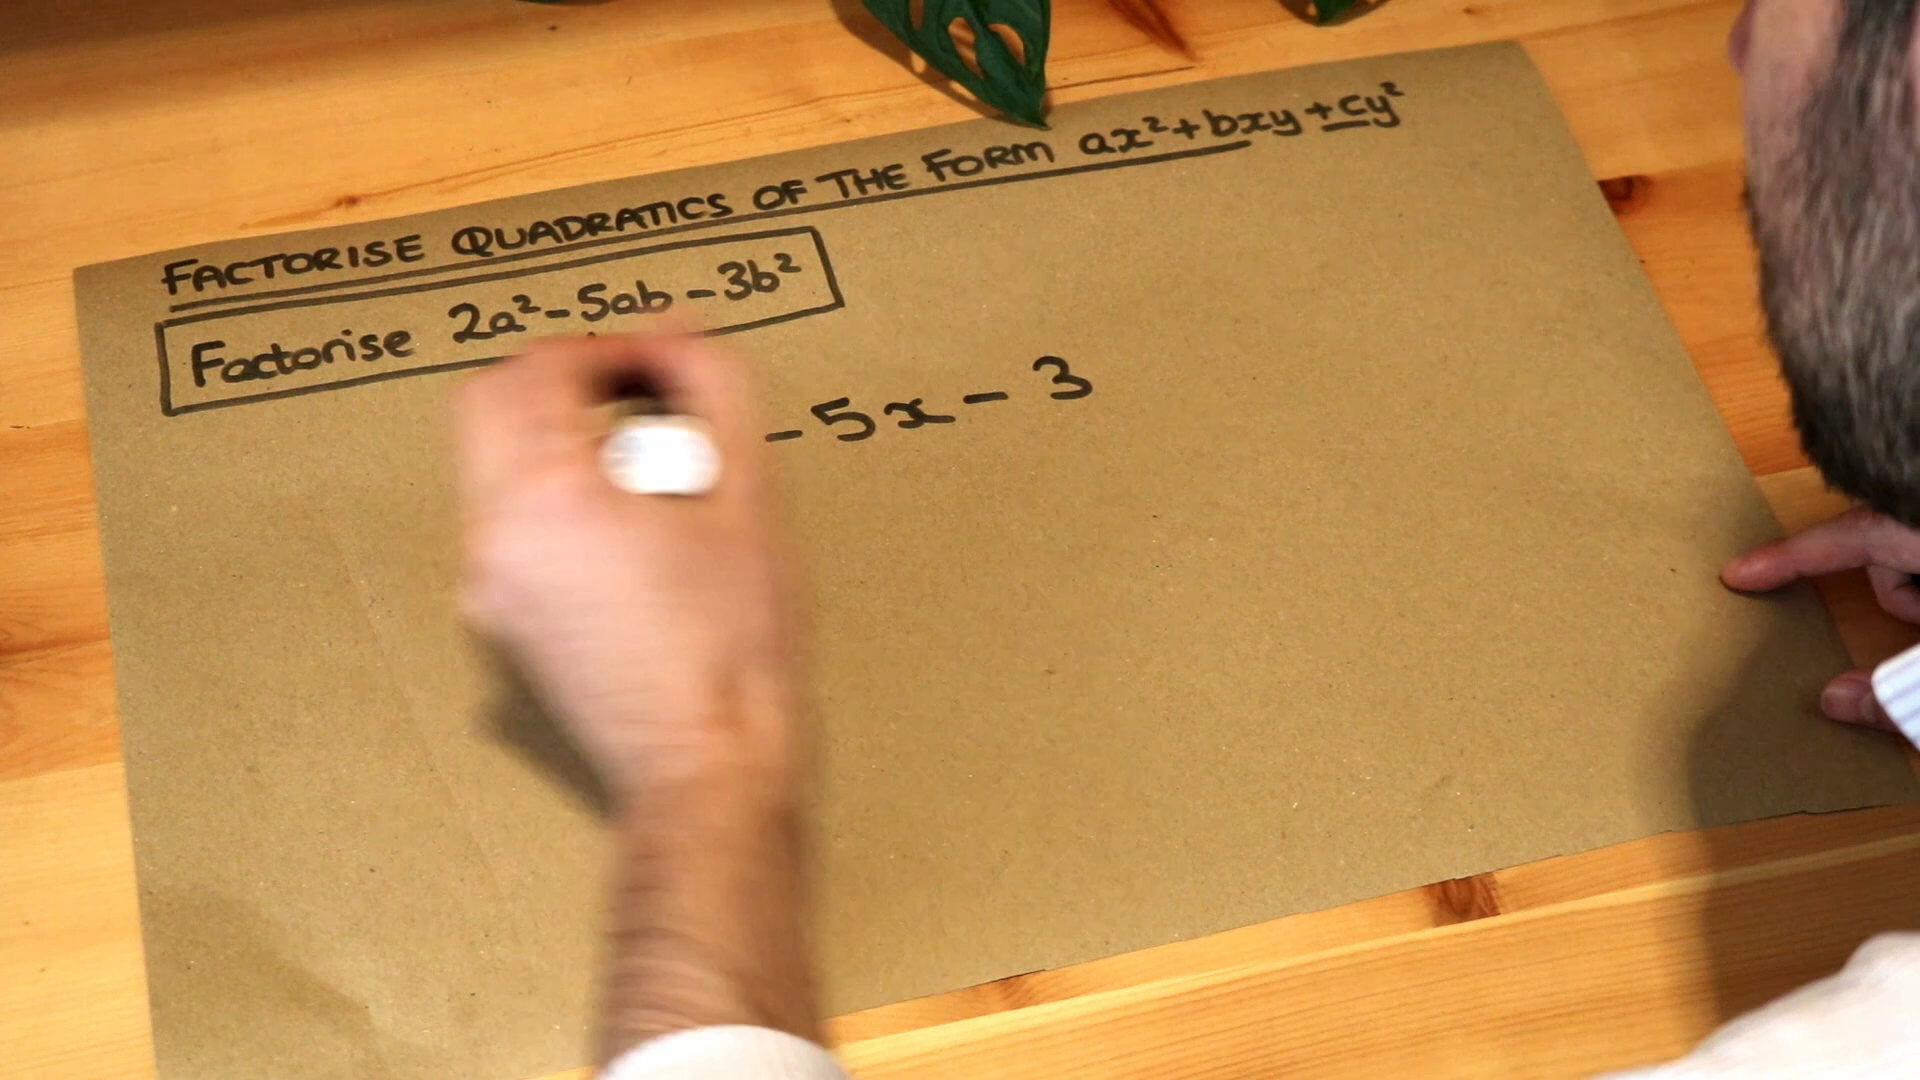 FACTORISE QUADRATICS OF THE FORM ax²+bxy+cy²
Factorise 2a²-5ab-3b²
-5x-3